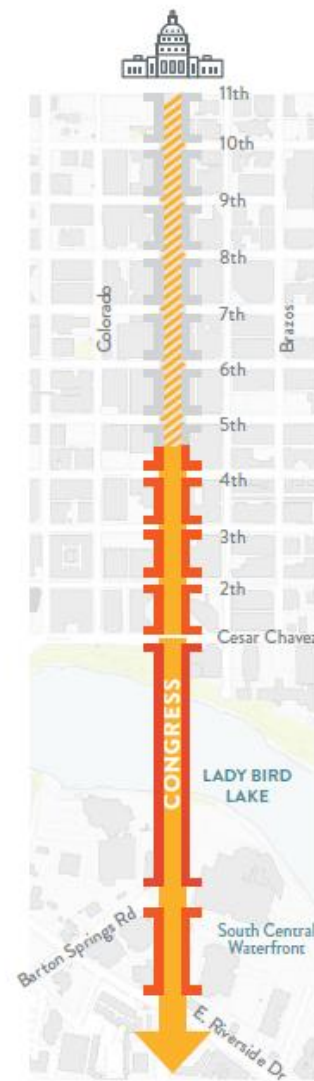 11th
10th
9th
8th
Colorado
Brazos
7th
6th
5th
4th
3th
2th
Cesar Chavez
CONGRESS
LADY BIRD
LAKE
Barton Springs Rd
South Central
Waterfront
E. Riverside Dr